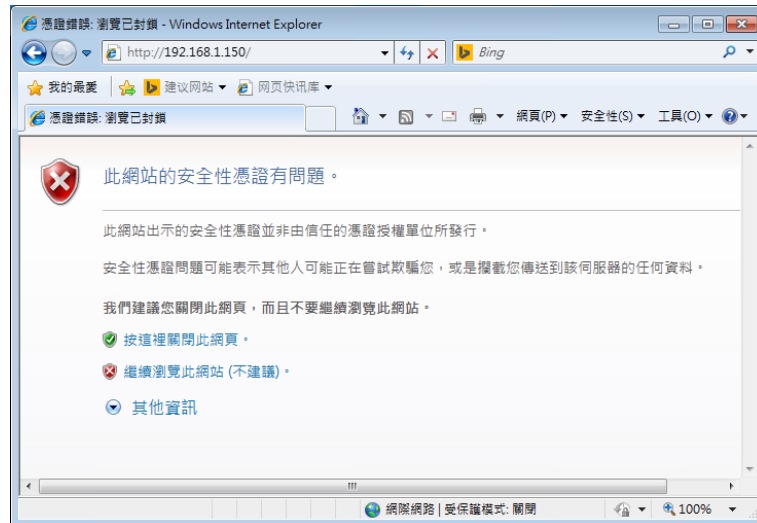 憑證錯誤: 瀏覽已封鎖 - Windows Internet Explorer
http://192.168.1.150/
Bing
我的最愛
建议网站
网页快讯库
憑證錯誤: 瀏覽已封鎖
網頁(P)
安全性(S)
工具(O)
此網站的安全性憑證有問題。
此網站出示的安全性憑證並非由信任的憑證授權單位所發行。
安全性憑證問題可能表示其他人可能正在嘗試欺騙您，或是攔截您傳送到該伺服器的任何資料。
我們建議您關閉此網頁，而且不要繼續瀏覽此網站。
按這裡關閉此網頁。
繼續瀏覽此網站 (不建議)。
其他資訊
網際網路 | 受保護模式: 關閉
100%